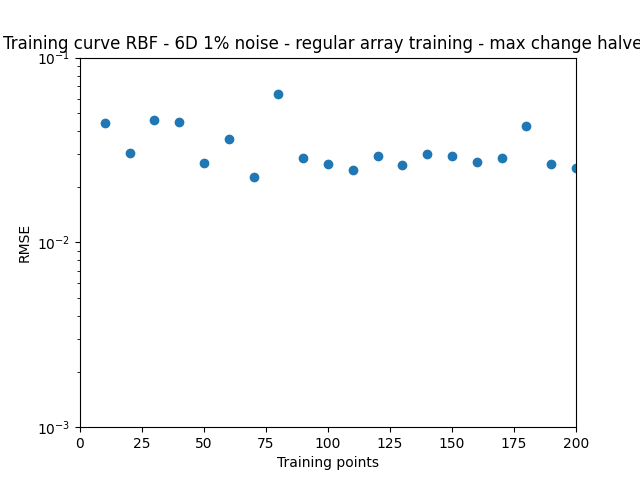 Training curve RBF - 6D 1% noise - regular array training - max change halve
10⁻¹
10⁻²
10⁻³
RMSE
0 25 50 75 100 125 150 175 200
Training points